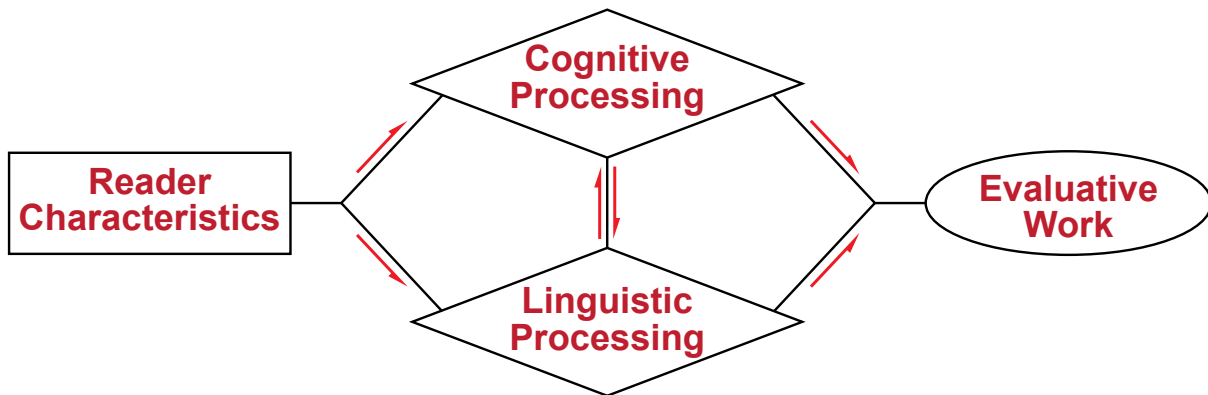 Cognitive
Processing
Reader
Characteristics
Evaluative
Work
Linguistic
Processing